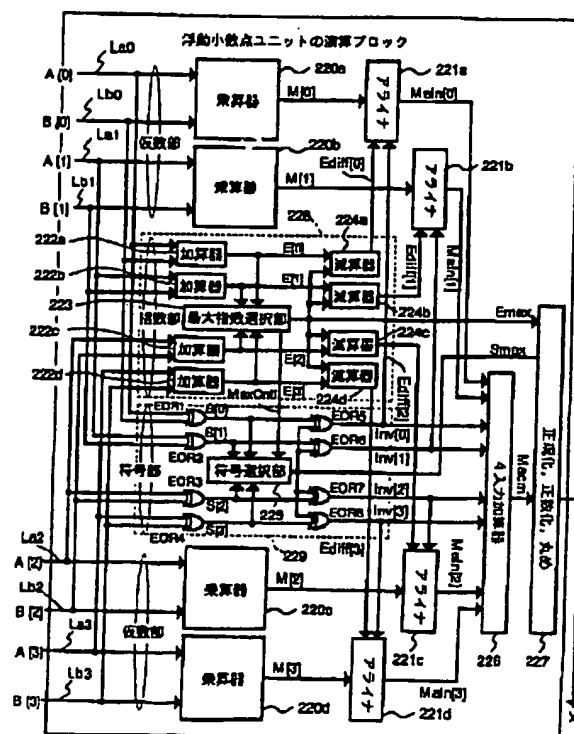 浮動小数点ユニットの演算ブロック
La0
A[0]
Lb0
B[0]
La1
A[1]
Lb1
B[1]
仮数部
220a
乗算器
M[0]
221a
アライナ
Maln[0]
220b
乗算器
M[1]
Ediff[0]
アライナ
221b
Maln[1]
Ediff[1]
228
222a
加算器
E[0]
224a
減算器
222b
加算器
E[1]
減算器
224b
223
指数部
最大指数選択部
Emax
222c
加算器
E[2]
減算器
224c
Smax
222d
加算器
E[3]
減算器
224d
Ediff[2]
MaxCnt
EOR1
S[0]
EOR5
Inv[0]
S[1]
EOR6
Inv[1]
EOR2
符号部
符号選択部
225
EOR3
S[2]
EOR7
Inv[2]
EOR8
Inv[3]
EOR4
S[3]
229
Ediff[3]
4入力加算器
226
Macm
正規化,正数化,丸め
227
La2
A[2]
Lb2
B[2]
La3
A[3]
Lb3
B[3]
仮数部
乗算器
M[2]
220c
アライナ
221c
Maln[2]
乗算器
M[3]
220d
アライナ
221d
Maln[3]